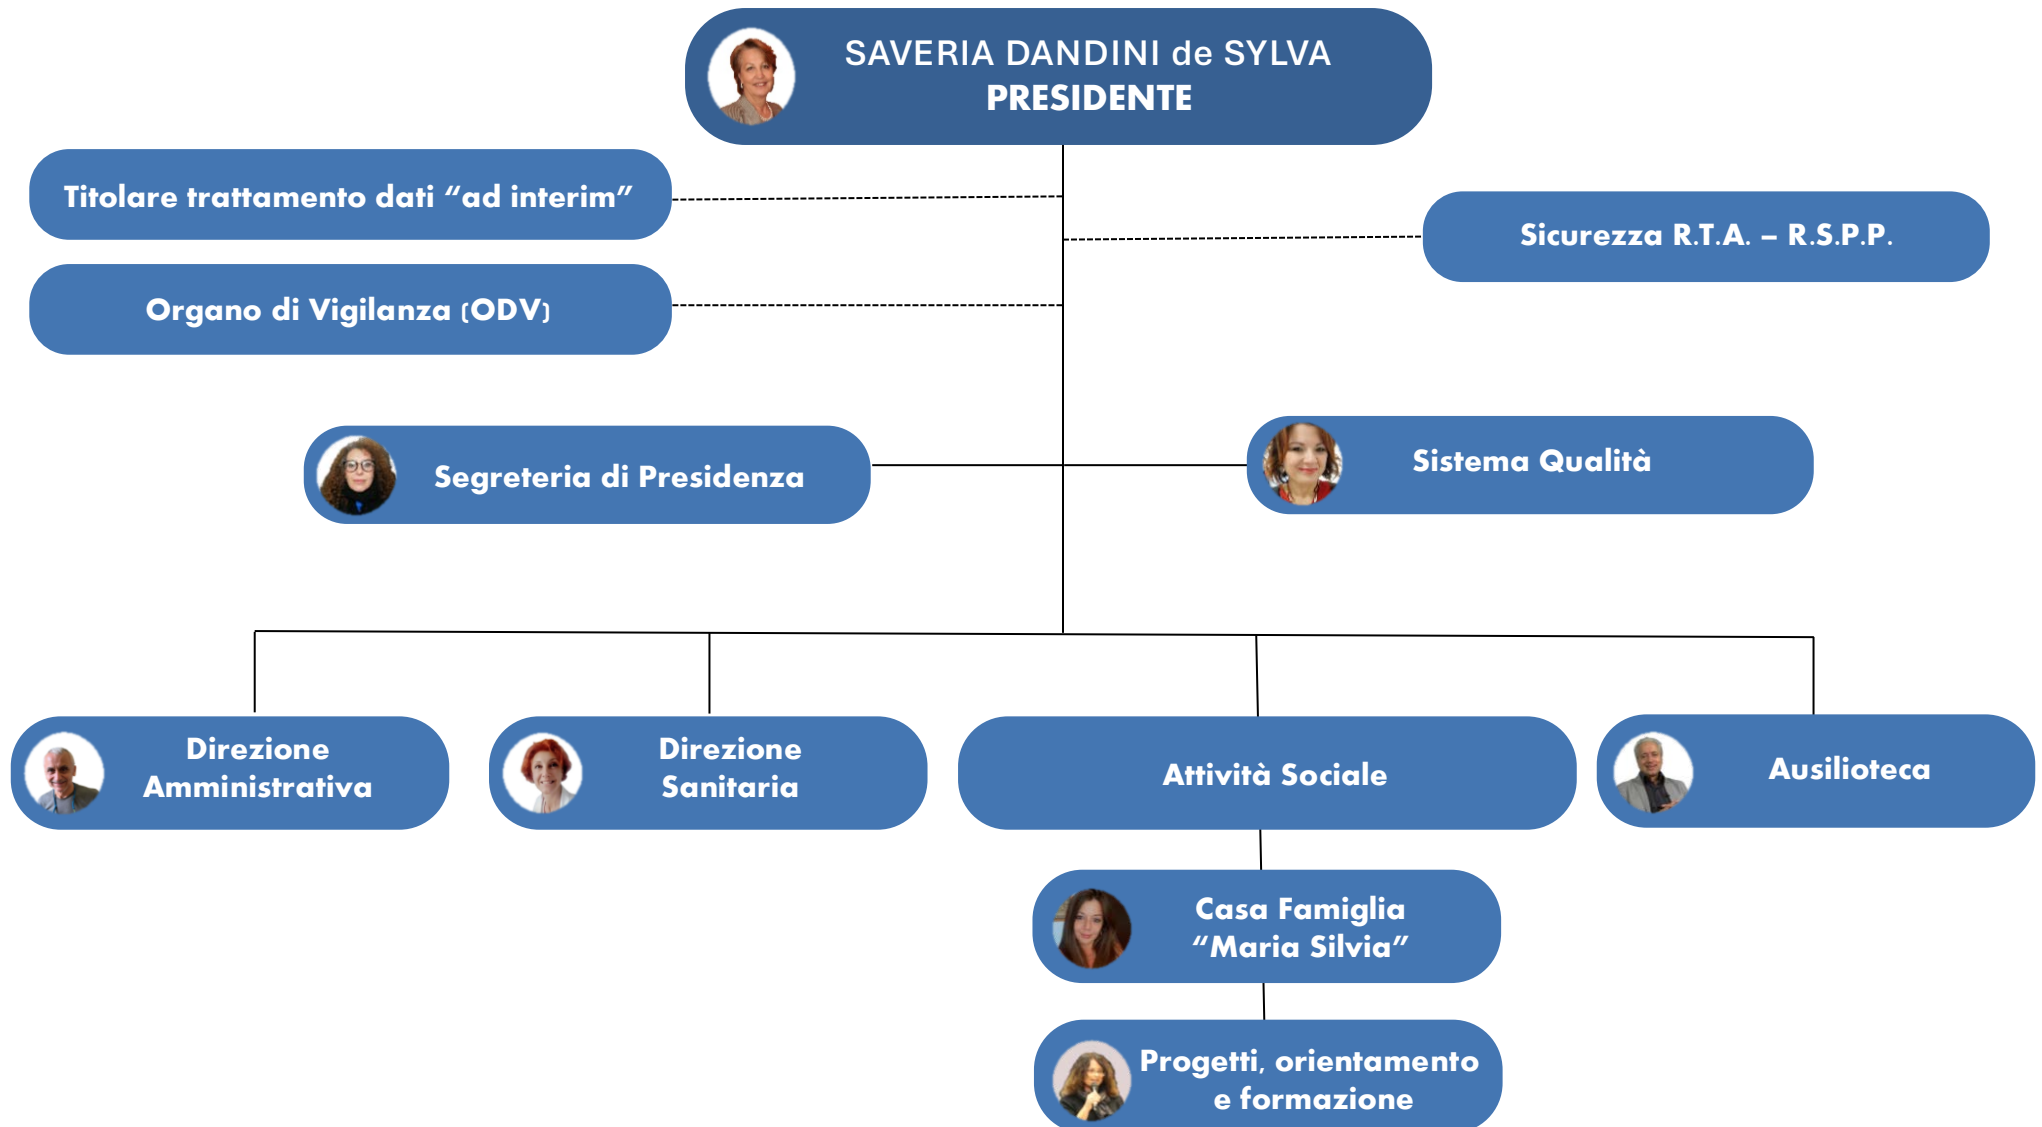 SAVERIA DANDINI de SYLVA
PRESIDENTE
Titolare trattamento dati “ad interim”
Sicurezza R.T.A. – R.S.P.P.
Organo di Vigilanza (ODV)
Segreteria di Presidenza
Sistema Qualità
Direzione
Amministrativa
Direzione
Sanitaria
Attività Sociale
Ausilioteca
Casa Famiglia
“Maria Silvia”
Progetti, orientamento
e formazione